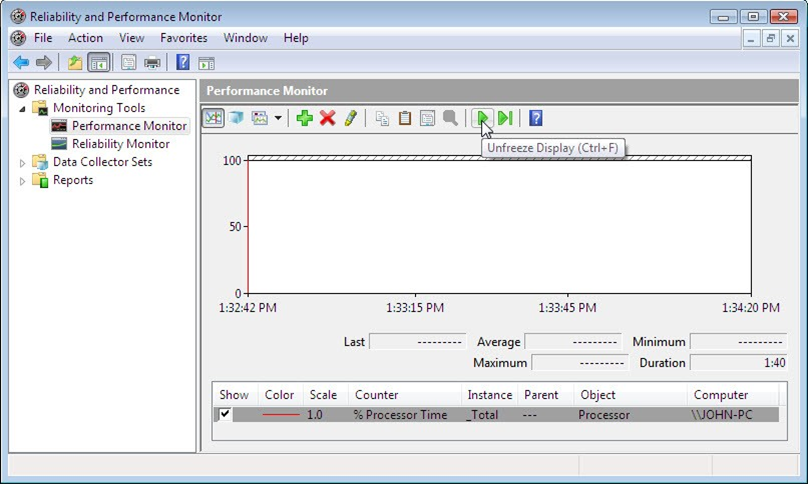 Reliability and Performance Monitor
File Action View Favorites Window Help
Reliability and Performance
Monitoring Tools
Performance Monitor
Reliability Monitor
Data Collector Sets
Reports
Performance Monitor
Unfreeze Display (Ctrl+F)
100
50
0
1:32:42 PM 1:33:15 PM 1:33:45 PM 1:34:20 PM
Last --------- Average --------- Minimum ---------
Maximum --------- Duration 1:40
Show Color Scale Counter Instance Parent Object Computer
1.0 % Processor Time _Total --- Processor \\JOHN-PC